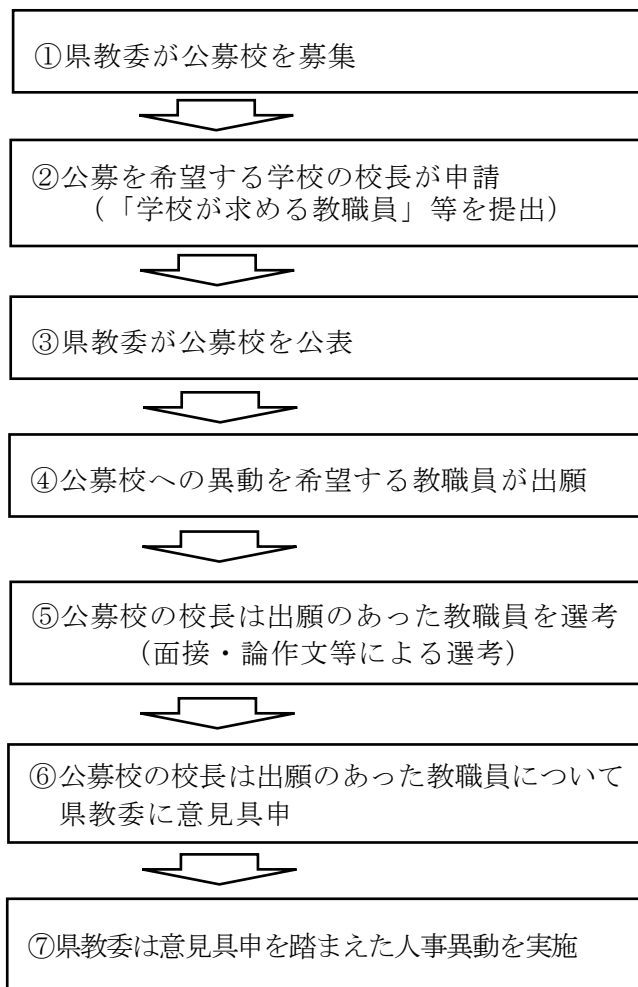 ①県教委が公募校を募集
②公募を希望する学校の校長が申請
(「学校が求める教職員」等を提出)
③県教委が公募校を公表
④公募校への異動を希望する教職員が出願
⑤公募校の校長は出願のあった教職員を選考
(面接・論作文等による選考)
⑥公募校の校長は出願のあった教職員について
県教委に意見具申
⑦県教委は意見具申を踏まえた人事異動を実施